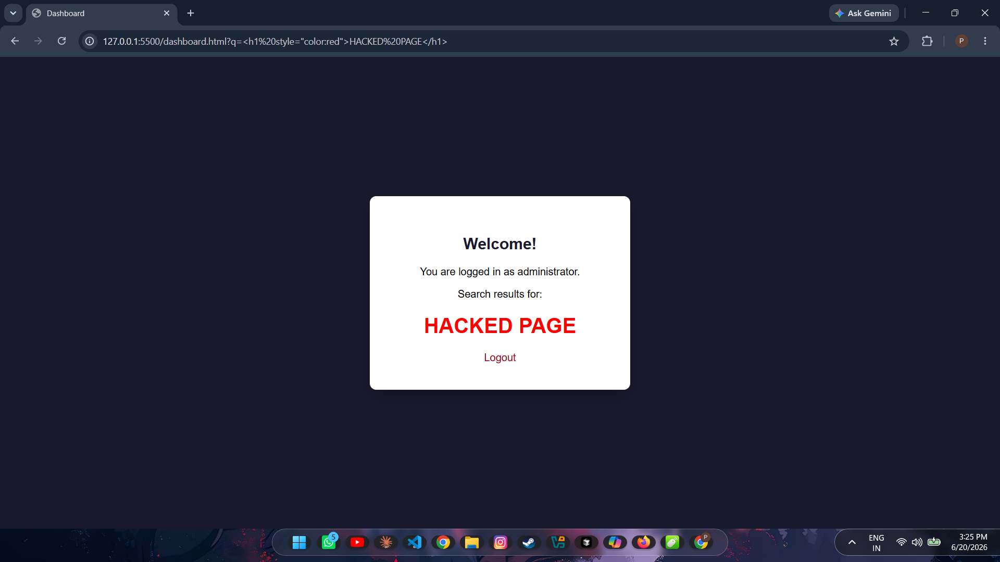 Dashboard
Ask Gemini
127.0.0.1:5500/dashboard.html?q=<h1%20style="color:red">HACKED%20PAGE</h1>
P
Welcome!
You are logged in as administrator.
Search results for:
HACKED PAGE
Logout
5
P
ENG
IN
3:25 PM
6/20/2026